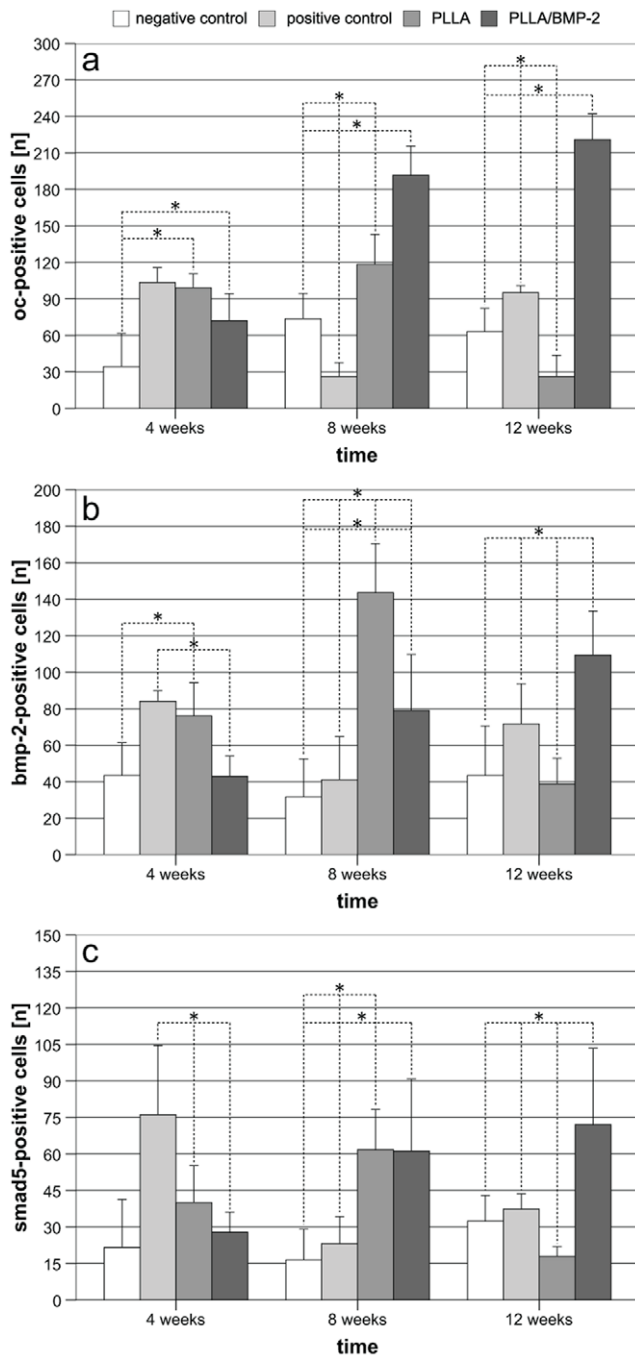 negative control positive control PLLA PLLA/BMP-2
a
oc-positive cells [n]
300
270
240
210
180
150
120
90
60
30
0
* * * * * *
4 weeks 8 weeks 12 weeks
time
b
bmp-2-positive cells [n]
200
180
160
140
120
100
80
60
40
20
0
* * * * *
4 weeks 8 weeks 12 weeks
time
c
smad5-positive cells [n]
150
135
120
105
90
75
60
45
30
15
0
* * * *
4 weeks 8 weeks 12 weeks
time